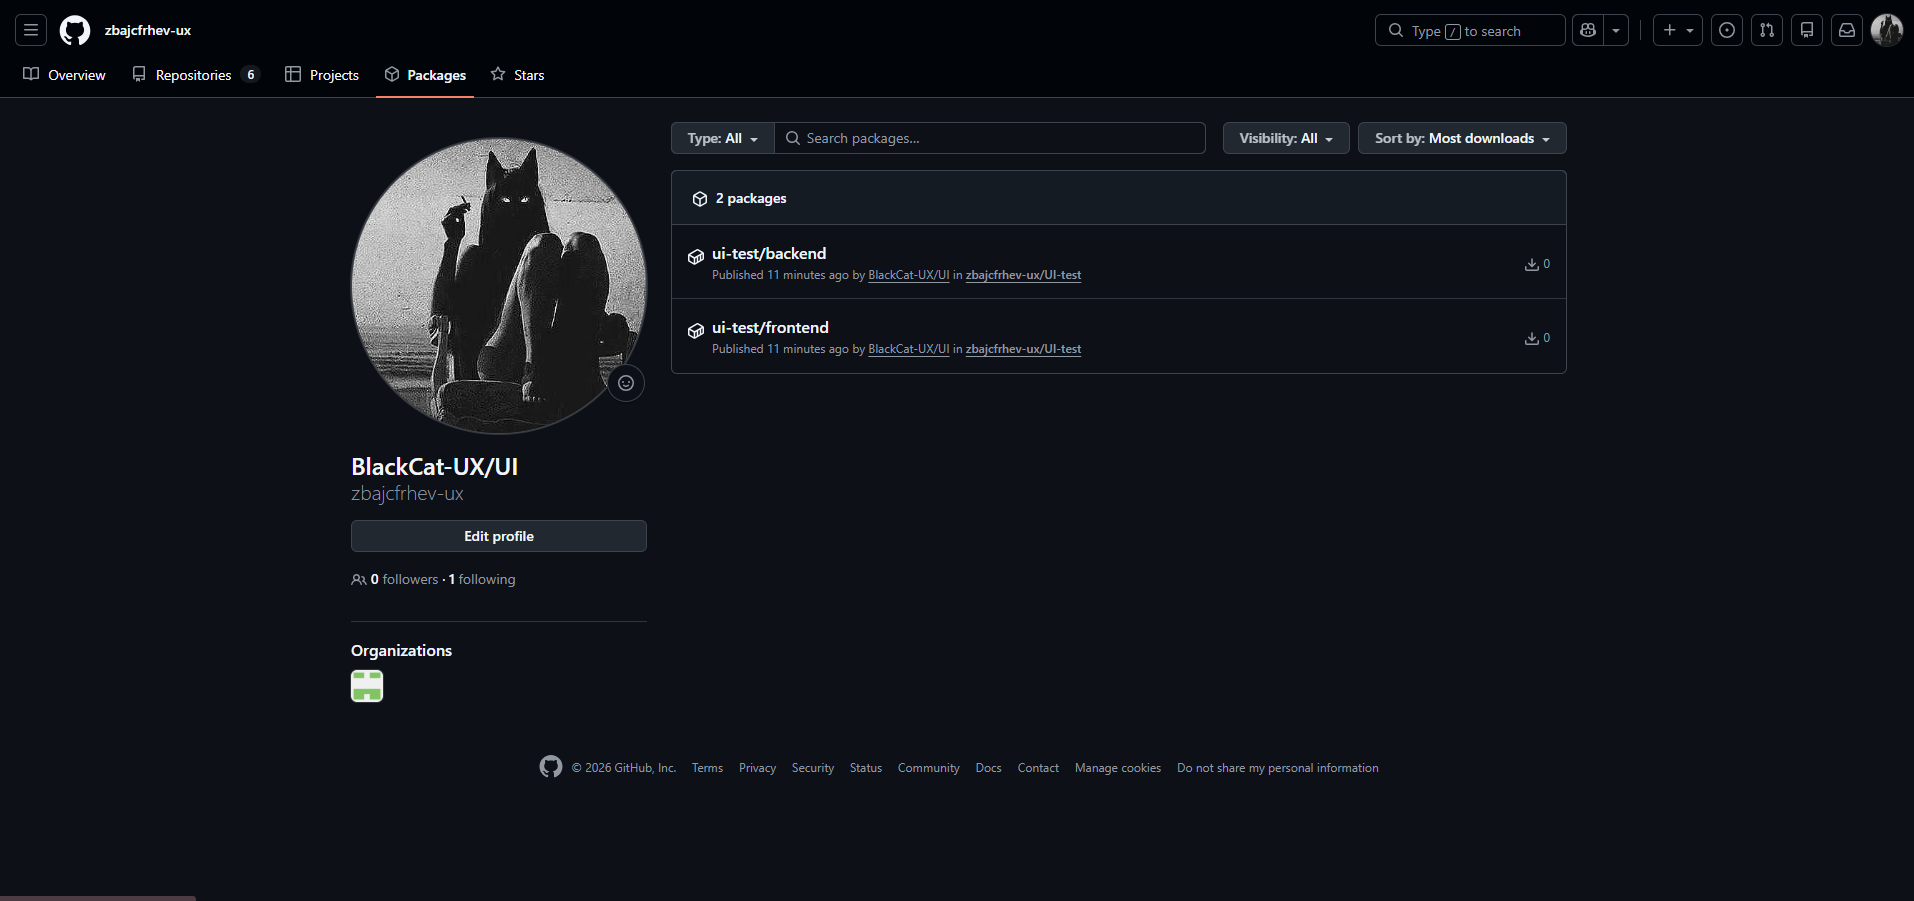 zbajcfrhev-ux
Type / to search
Overview Repositories 6 Projects Packages Stars
Type: All Search packages... Visibility: All Sort by: Most downloads
2 packages
ui-test/backend
Published 11 minutes ago by BlackCat-UX/UI in zbajcfrhev-ux/UI-test
0
ui-test/frontend
Published 11 minutes ago by BlackCat-UX/UI in zbajcfrhev-ux/UI-test
0
BlackCat-UX/UI
zbajcfrhev-ux
Edit profile
0 followers · 1 following
Organizations
© 2026 GitHub, Inc. Terms Privacy Security Status Community Docs Contact Manage cookies Do not share my personal information